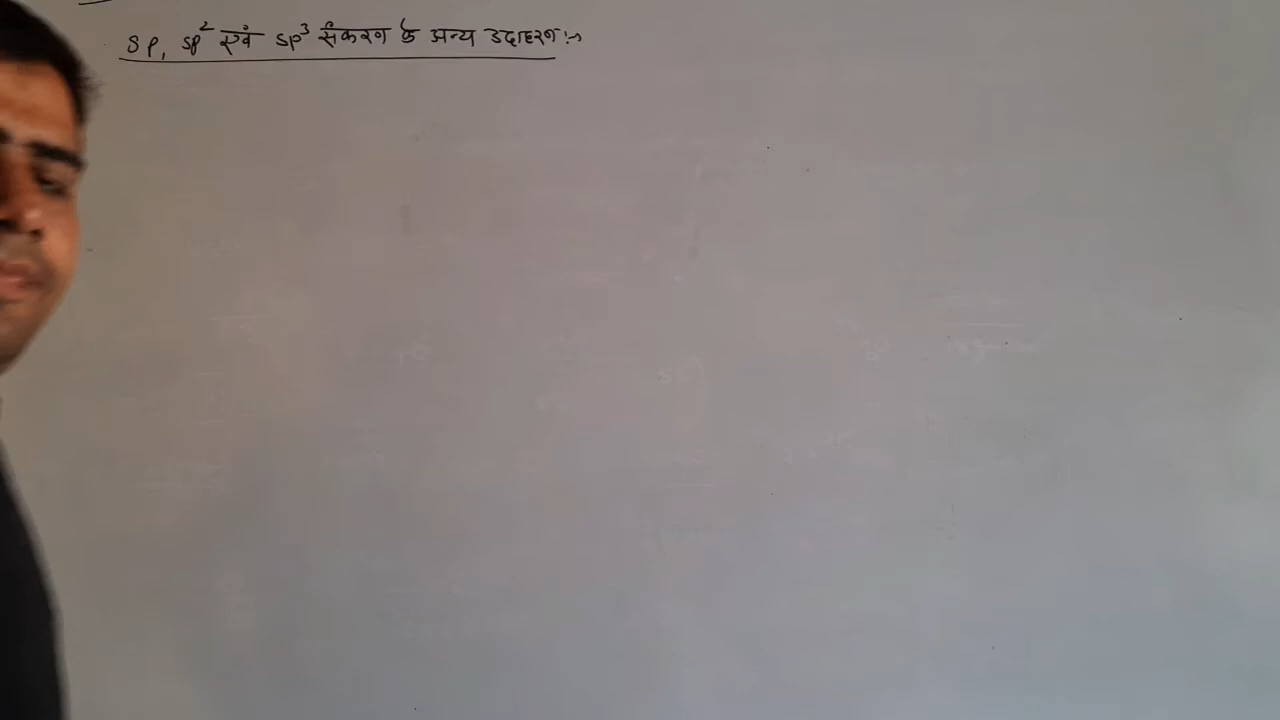 sp, sp² एवं sp³ संकरण के अन्य उदाहरण :→